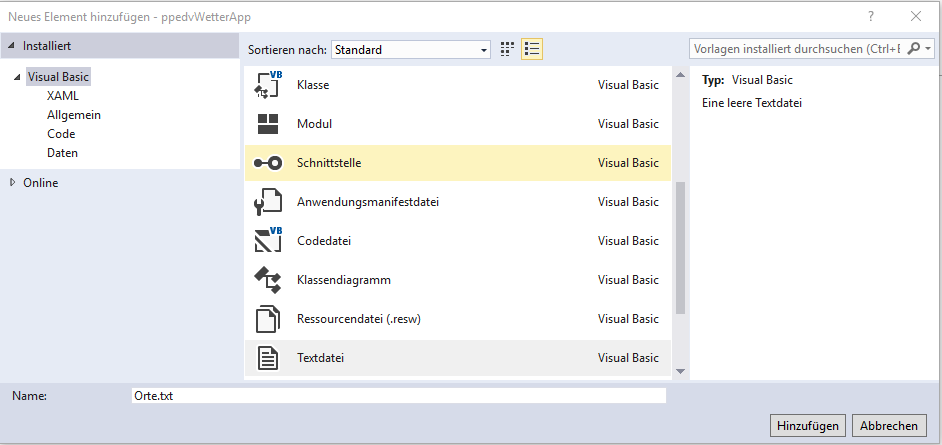 Neues Element hinzufügen - ppedvWetterApp
Installiert
Sortieren nach: Standard
Vorlagen installiert durchsuchen (Ctrl+E
Visual Basic
XAML
Allgemein
Code
Daten
Online
VB Klasse Visual Basic
Modul Visual Basic
Schnittstelle Visual Basic
Anwendungsmanifestdatei Visual Basic
VB Codedatei Visual Basic
Klassendiagramm Visual Basic
Ressourcendatei (.resw) Visual Basic
Textdatei Visual Basic
Typ: Visual Basic
Eine leere Textdatei
Name: Orte.txt
Hinzufügen Abbrechen